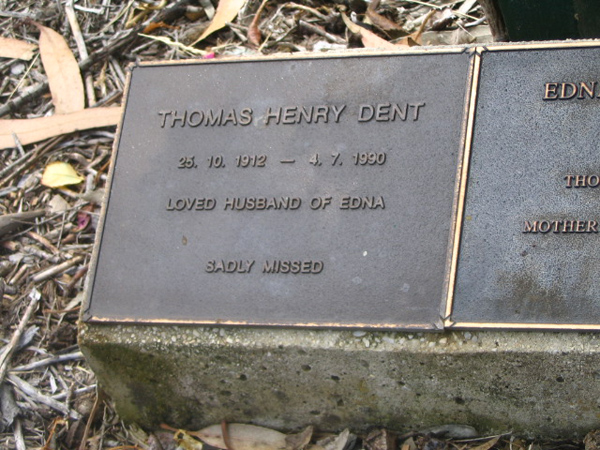 THOMAS HENRY DENT
25. 10. 1912 — 4. 7. 1990
LOVED HUSBAND OF EDNA
SADLY MISSED
EDN
THO
MOTHER